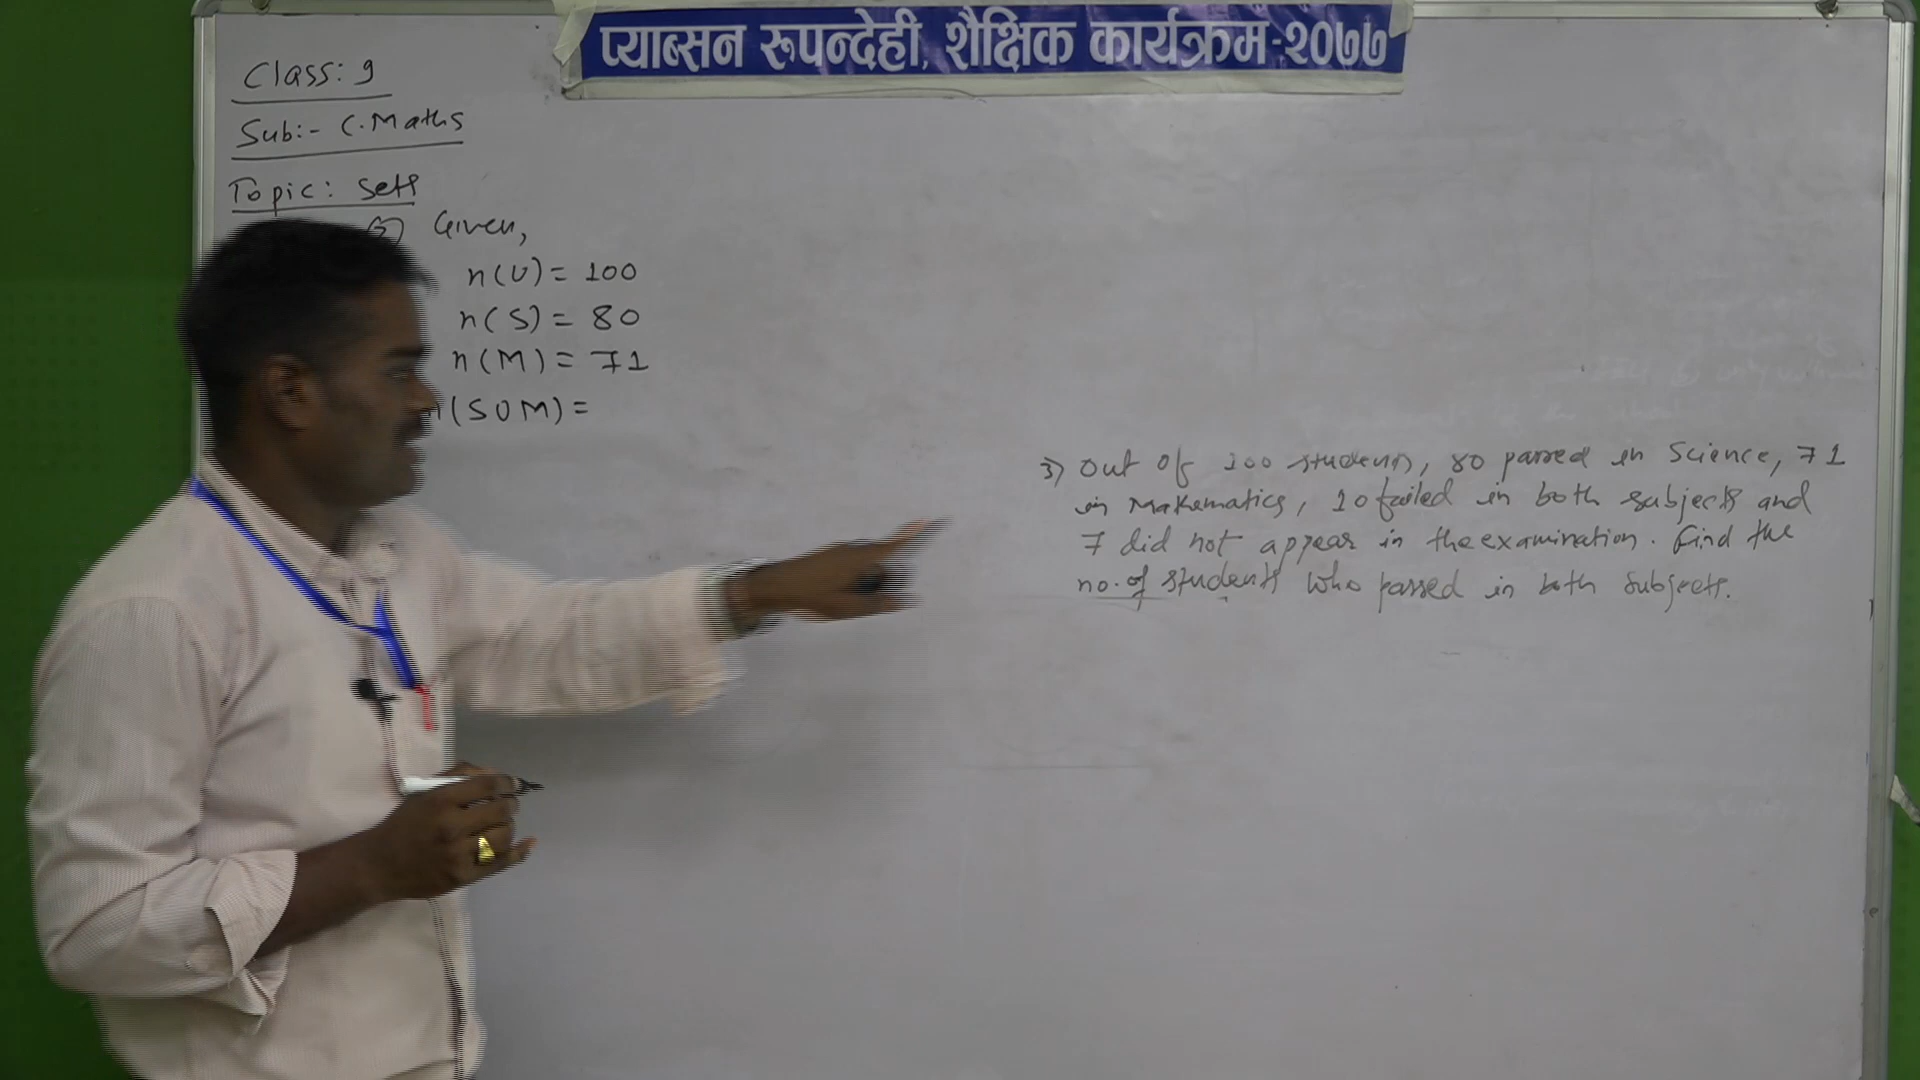 प्याब्सन रूपन्देही, शैक्षिक कार्यक्रम-२०७७
Class: 9
Sub:- C. Maths
Topic: Sets
③ Given,
n(U) = 100
n(S) = 80
n(M) = 71
n(SUM) =
3) Out of 100 students, 80 passed in Science, 71
in Mathematics, 10 failed in both subjects and
7 did not appear in the examination. Find the
no. of students who passed in both subjects.